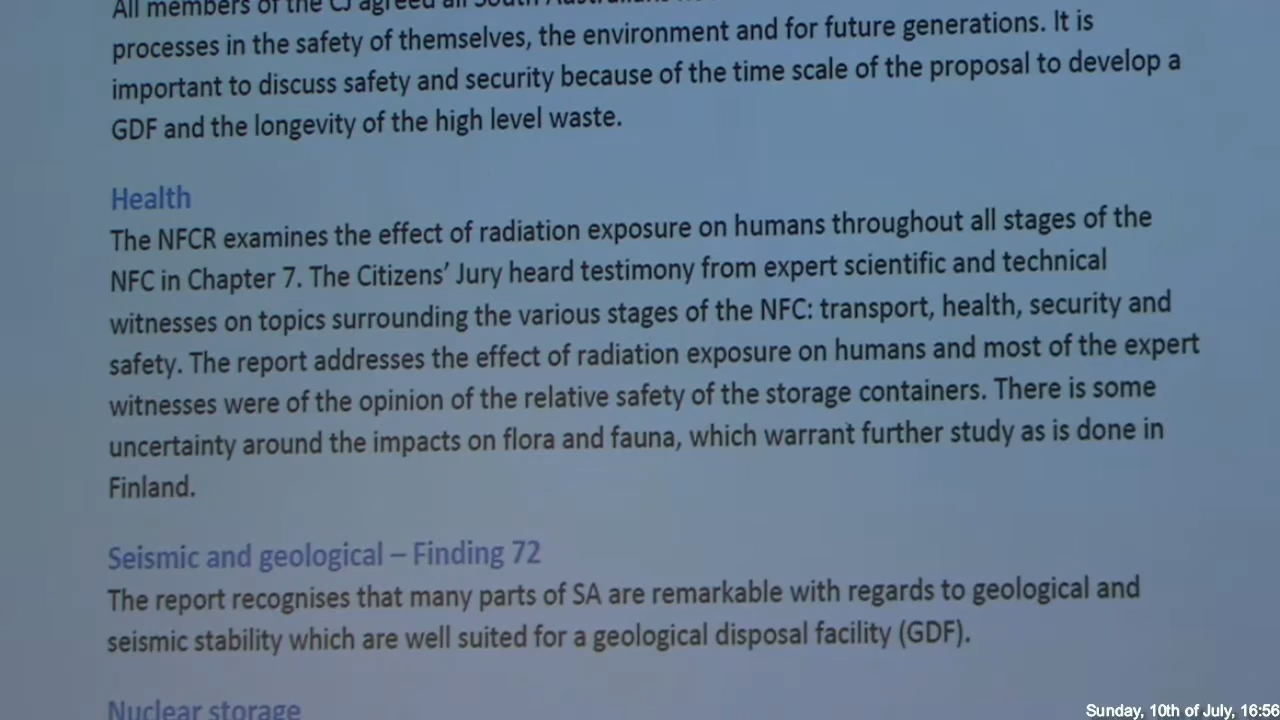 All members of the CJ agreed all South
processes in the safety of themselves, the environment and for future generations. It is
important to discuss safety and security because of the time scale of the proposal to develop a
GDF and the longevity of the high level waste.
Health
The NFCR examines the effect of radiation exposure on humans throughout all stages of the
NFC in Chapter 7. The Citizens’ Jury heard testimony from expert scientific and technical
witnesses on topics surrounding the various stages of the NFC: transport, health, security and
safety. The report addresses the effect of radiation exposure on humans and most of the expert
witnesses were of the opinion of the relative safety of the storage containers. There is some
uncertainty around the impacts on flora and fauna, which warrant further study as is done in
Finland.
Seismic and geological – Finding 72
The report recognises that many parts of SA are remarkable with regards to geological and
seismic stability which are well suited for a geological disposal facility (GDF).
Nuclear storage
Sunday, 10th of July, 16:56